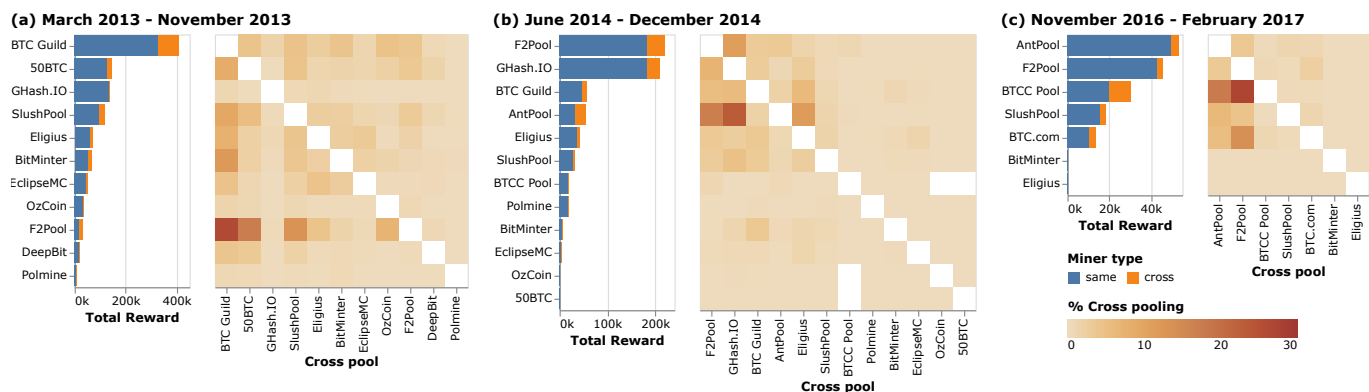 (a) March 2013 - November 2013
BTC Guild
50BTC
GHash.IO
SlushPool
Eligius
BitMinter
EclipseMC
OzCoin
F2Pool
DeepBit
Polmine
0k
200k
400k
Total Reward
BTC Guild
50BTC
GHash.IO
SlushPool
Eligius
BitMinter
EclipseMC
OzCoin
F2Pool
DeepBit
Polmine
Cross pool
(b) June 2014 - December 2014
F2Pool
GHash.IO
BTC Guild
AntPool
Eligius
SlushPool
BTCC Pool
Polmine
BitMinter
EclipseMC
OzCoin
50BTC
0k
100k
200k
Total Reward
F2Pool
GHash.IO
BTC Guild
AntPool
Eligius
SlushPool
BTCC Pool
Polmine
BitMinter
EclipseMC
OzCoin
50BTC
Cross pool
(c) November 2016 - February 2017
AntPool
F2Pool
BTCC Pool
SlushPool
BTC.com
BitMinter
Eligius
0k
20k
40k
Total Reward
AntPool
F2Pool
BTCC Pool
SlushPool
BTC.com
BitMinter
Eligius
Cross pool
Miner type
same
cross
% Cross pooling
0
10
20
30